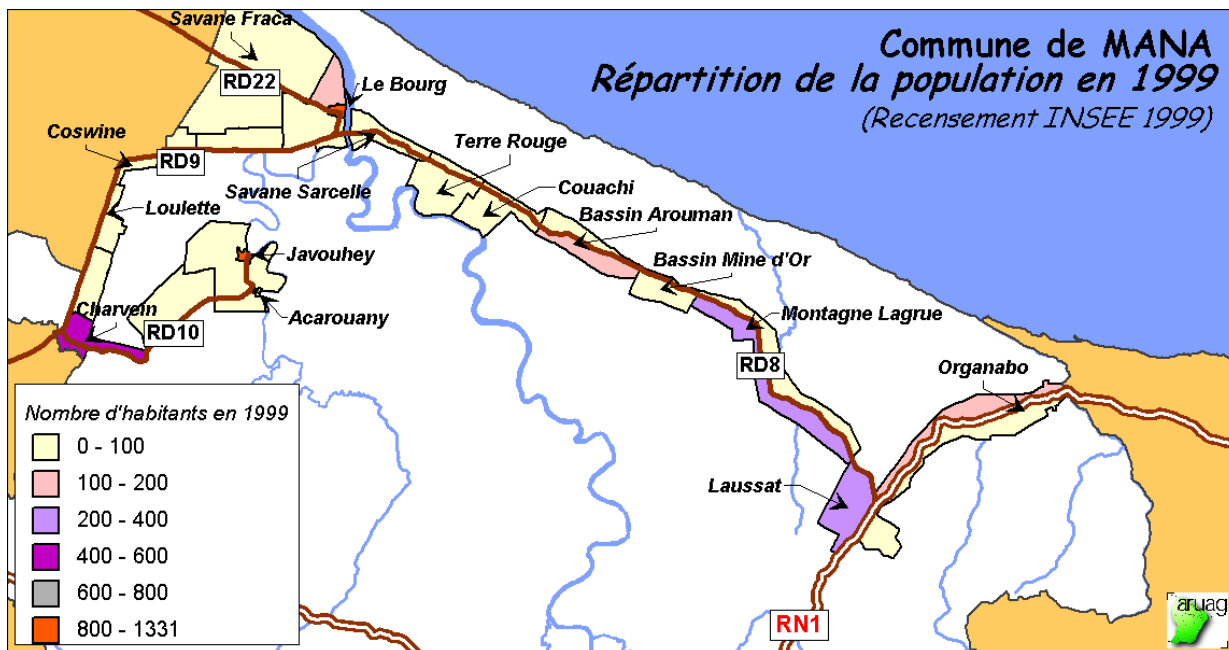 Savane Fraca
Commune de MANA
Répartition de la population en 1999
(Recensement INSEE 1999)
RD22
Le Bourg
Coswine
RD9
Terre Rouge
Savane Sarcelle
Couachi
Loulette
Bassin Arouman
Javouhey
Bassin Mine d'Or
Charvein
Acarouany
Montagne Lagrue
RD10
RD8
Organabo
Laussat
Nombre d'habitants en 1999
0 - 100
100 - 200
200 - 400
400 - 600
600 - 800
800 - 1331
RN1
aruag